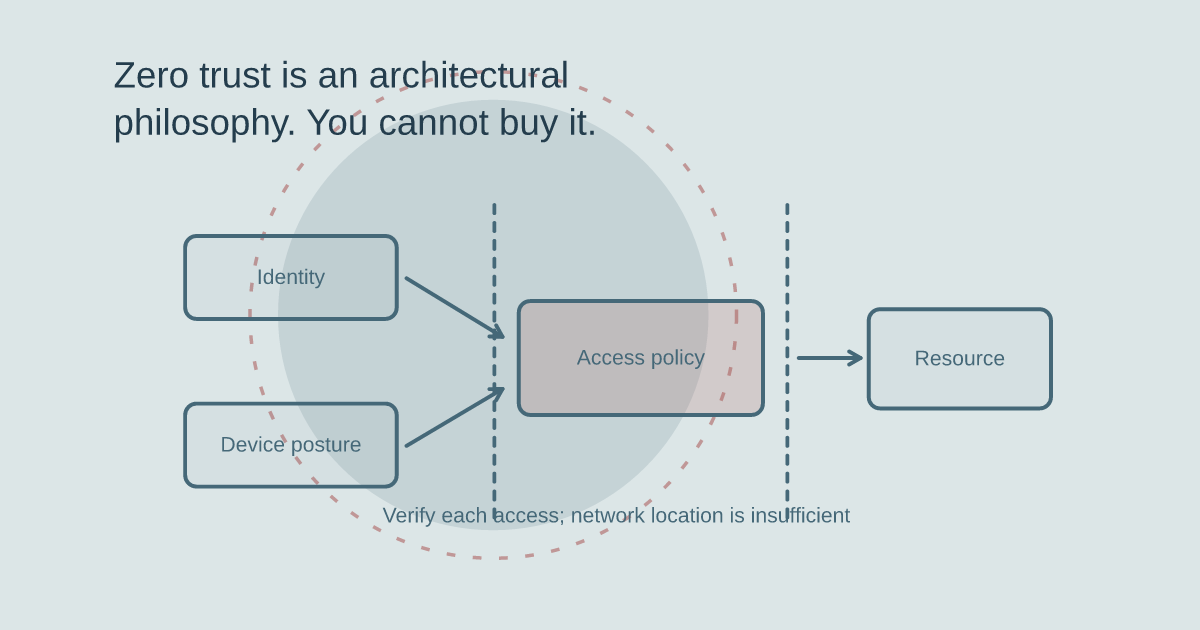 Zero trust is an architectural
philosophy. You cannot buy it.
Identity
Access policy
Resource
Device posture
Verify each access; network location is insufficient